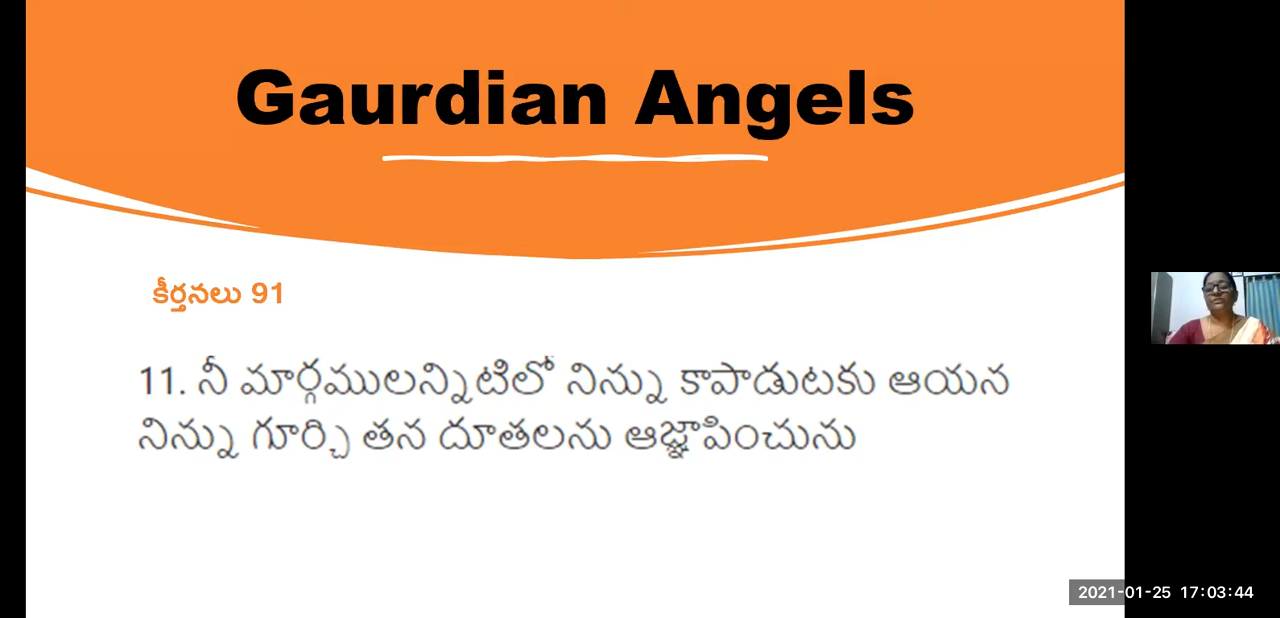 Gaurdian Angels
కీర్తనలు 91
11. నీ మార్గములన్నిటిలో నిన్ను కాపాడుటకు ఆయన
నిన్ను గూర్చి తన దూతలను ఆజ్ఞాపించును
2021-01-25 17:03:44